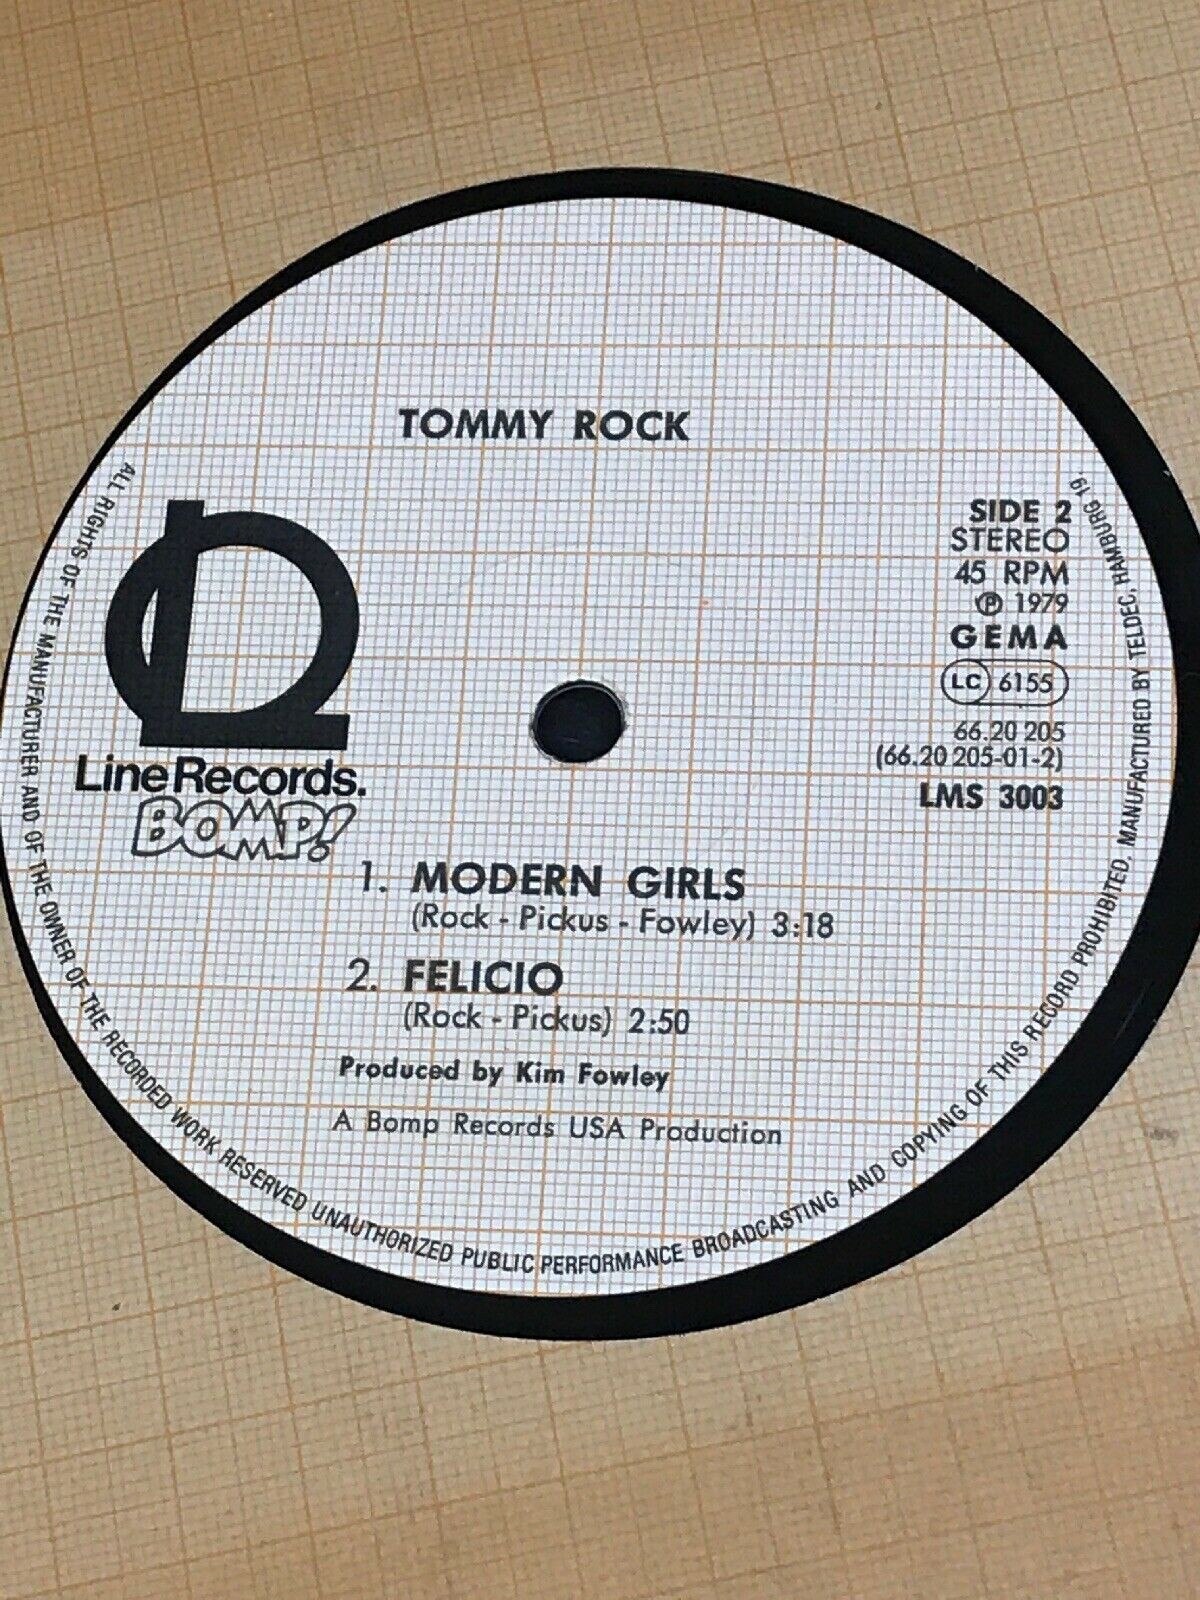 TOMMY ROCK
SIDE 2
STEREO
45 RPM
Ⓟ 1979
GEMA
LC 6155
66.20 205
(66.20 205-01-2)
LMS 3003
LineRecords.
BOMP!
1. MODERN GIRLS
(Rock - Pickus - Fowley) 3:18
2. FELICIO
(Rock - Pickus) 2:50
Produced by Kim Fowley
A Bomp Records USA Production
ALL RIGHTS OF THE MANUFACTURER AND OF THE OWNER OF THE RECORDED WORK RESERVED UNAUTHORIZED PUBLIC PERFORMANCE BROADCASTING AND COPYING OF THIS RECORD PROHIBITED. MANUFACTURED BY TELDEC, HAMBURG 19.